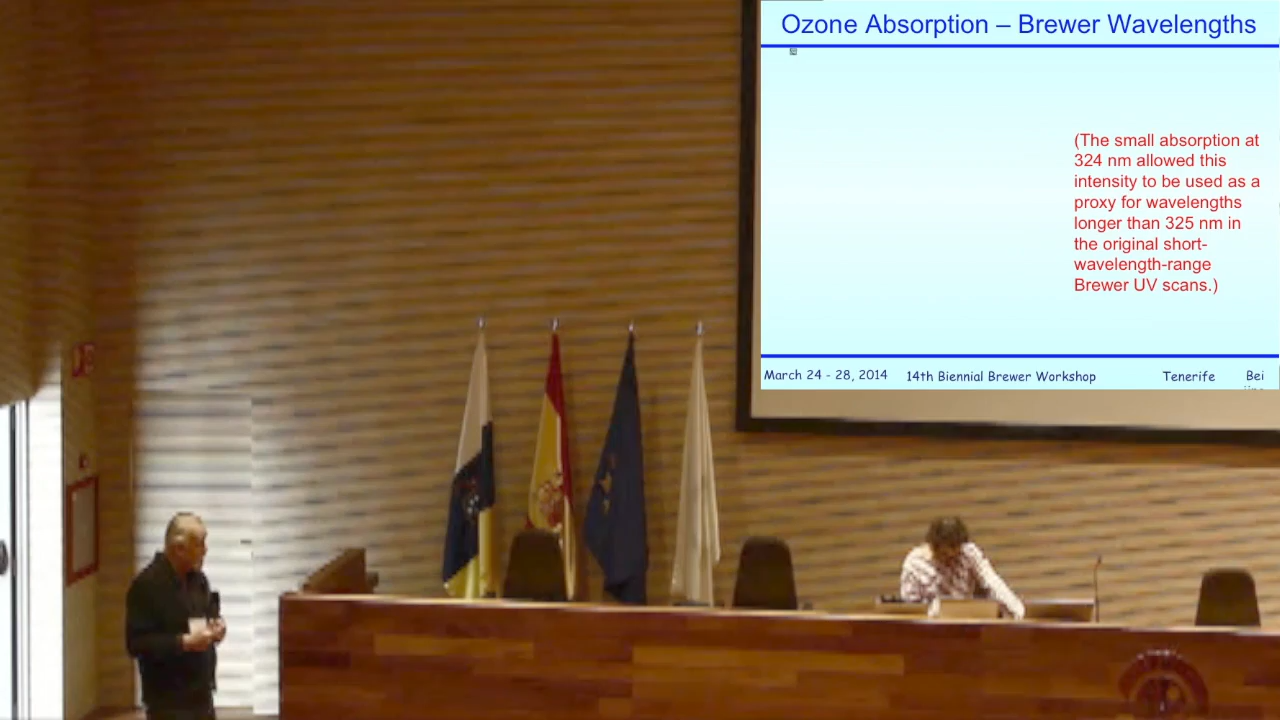 Ozone Absorption – Brewer Wavelengths
(The small absorption at
324 nm allowed this
intensity to be used as a
proxy for wavelengths
longer than 325 nm in
the original short-
wavelength-range
Brewer UV scans.)
March 24 - 28, 2014 14th Biennial Brewer Workshop Tenerife Bei